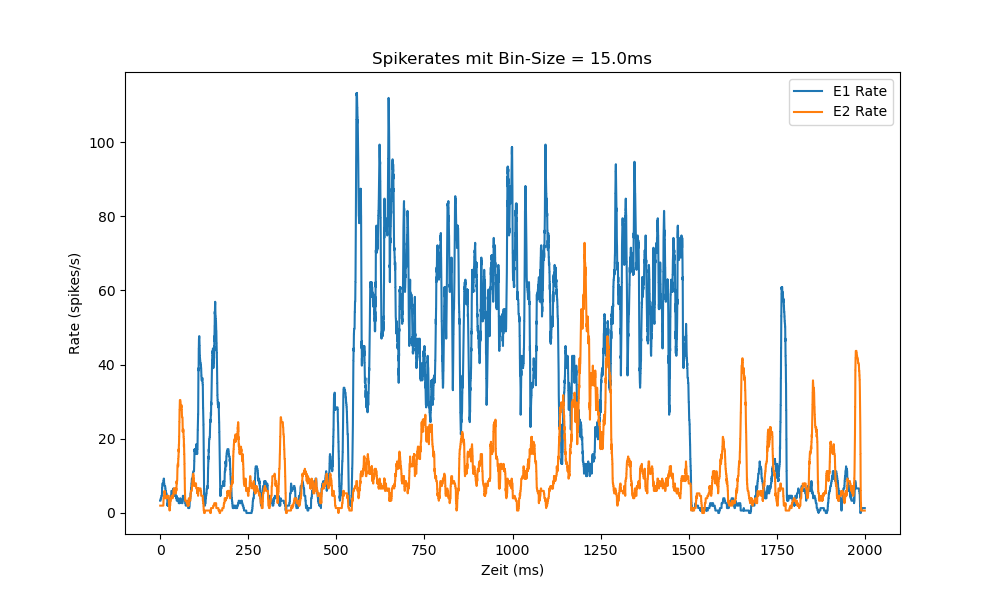 Spikerates mit Bin-Size = 15.0ms
E1 Rate
E2 Rate
Rate (spikes/s)
100
80
60
40
20
0
0 250 500 750 1000 1250 1500 1750 2000
Zeit (ms)